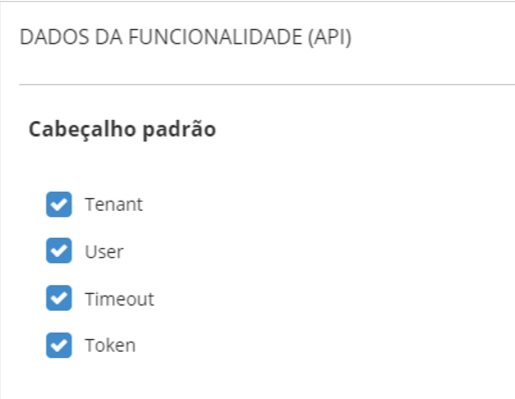 DADOS DA FUNCIONALIDADE (API)
Cabeçalho padrão
Tenant
User
Timeout
Token